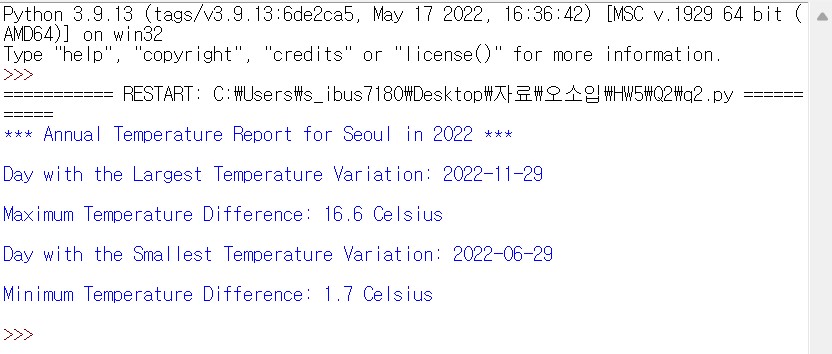 Python 3.9.13 (tags/v3.9.13:6de2ca5, May 17 2022, 16:36:42) [MSC v.1929 64 bit (
AMD64)] on win32
Type "help", "copyright", "credits" or "license()" for more information.
>>>
=========== RESTART: C:₩Users₩s_ibus7180₩Desktop₩자료₩오소입₩HW5₩Q2₩q2.py ======
=====
*** Annual Temperature Report for Seoul in 2022 ***
Day with the Largest Temperature Variation: 2022-11-29
Maximum Temperature Difference: 16.6 Celsius
Day with the Smallest Temperature Variation: 2022-06-29
Minimum Temperature Difference: 1.7 Celsius
>>>